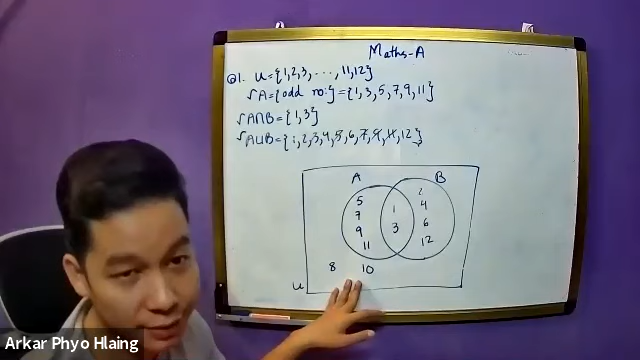 Maths-A
Q1. U = {1,2,3, ..., 11,12}
✓A = {odd no:} = {1, 3, 5, 7, 9, 11}
✓A∩B = {1, 3}
✓A∪B = {1, 2, 3, 4, 5, 6, 7, 9, 11, 12}
A B
5 1 2
7 3 4
9 6
11 12
8 10
U
Arkar Phyo Hlaing